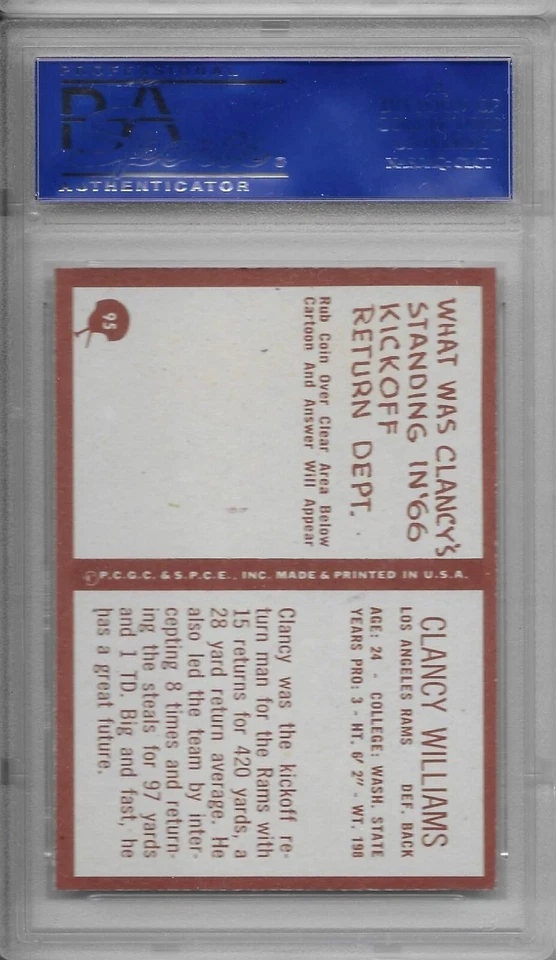 PROFESSIONAL
PSA
Sports
AUTHENTICATOR
NASDAQ:CLCT
95
WHAT WAS CLANCY'S
STANDING IN '66
KICKOFF
RETURN DEPT.
Rub Coin Over Clear Area Below
Cartoon And Answer Will Appear
©P.C.G.C. & S.P.C.E., INC. MADE & PRINTED IN U.S.A.
CLANCY WILLIAMS
LOS ANGELES RAMS DEF. BACK
AGE: 24 - COLLEGE: WASH. STATE
YEARS PRO: 3 - HT. 6' 2" - WT. 198
Clancy was the kickoff re-
turn man for the Rams with
15 returns for 420 yards, a
28 yard return average. He
also led the team by inter-
cepting 8 times and return-
ing the steals for 97 yards
and 1 TD. Big and fast, he
has a great future.